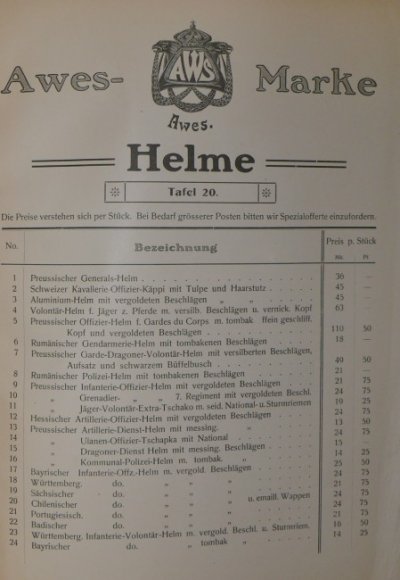 Awes- AWS Marke
Awes.
Helme
Tafel 20.
Die Preise verstehen sich per Stück. Bei Bedarf grösserer Posten bitten wir Spezialofferte einzufordern.
No. Bezeichnung Preis p. Stück
Mk. Pf.
1 Preussischer Generals-Helm 36 —
2 Schweizer Kavallerie-Offizier-Käppi mit Tulpe und Haarstutz 45 —
3 Aluminium-Helm mit vergoldeten Beschlägen „ „ 45 —
4 Volontär-Helm f. Jäger z. Pferde m. versilb. Beschlägen u. vernick. Kopf 63
5 Preussischer Offizier-Helm f. Gardes du Corps m. tombak ffein geschliff.
Kopf und vergoldeten Beschlägen 110 50
6 Rumänischer Gendarmerie-Helm mit tombakenen Beschlägen 18 —
7 Preussischer Garde-Dragoner-Volontär-Helm mit versilberten Beschlägen,
Aufsatz und schwarzem Büffelbusch 49 50
8 Rumänischer Polizei-Helm mit tombakenen Beschlägen 21 —
9 Preussischer Infanterie-Offizier-Helm mit vergoldeten Beschlägen 21 75
10 „ Grenadier- „ „ 7. Regiment mit vergoldeten Beschl. 24 75
11 „ Jäger-Volontär-Extra-Tschako m. seid. National- u. Sturmriemen 19 25
12 Hessischer Artillerie-Offizier-Helm mit vergoldeten Beschlägen 24 75
13 Preussischer Artillerie-Dienst-Helm mit messing. „ 13 50
14 „ Ulanen-Offizier-Tschapka mit National 24 75
15 „ Dragoner-Dienst Helm mit messing. Beschlägen 15
16 „ Kommunal-Polizei-Helm m. tombak. „ 14 25
17 Bayrischer Infanterie-Offz.-Helm m. vergold. Beschlägen 25 50
18 Württemberg. do. „ „ „ 24 75
19 Sächsischer do. „ „ „ 21 75
20 Chilenischer do. „ „ „ u. emaill. Wappen 24 75
21 Portugiesisch. do. „ „ „ 24 75
22 Badischer do. „ „ „ 21 75
23 Württemberg. Infanterie-Volontär-Helm m. vergold. Beschl. u. Sturmriem. 16 50
24 Bayrischer do. „ tombak „ „ 14 25